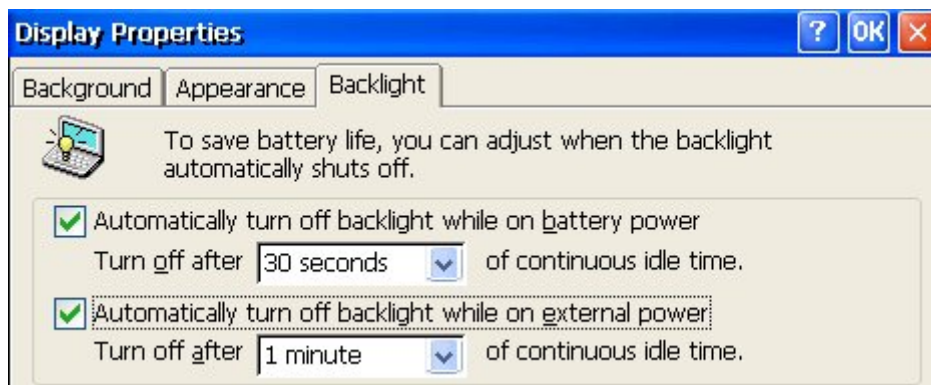 Display Properties ? OK ×
Background Appearance Backlight
To save battery life, you can adjust when the backlight
automatically shuts off.
Automatically turn off backlight while on battery power
Turn off after 30 seconds of continuous idle time.
Automatically turn off backlight while on external power
Turn off after 1 minute of continuous idle time.